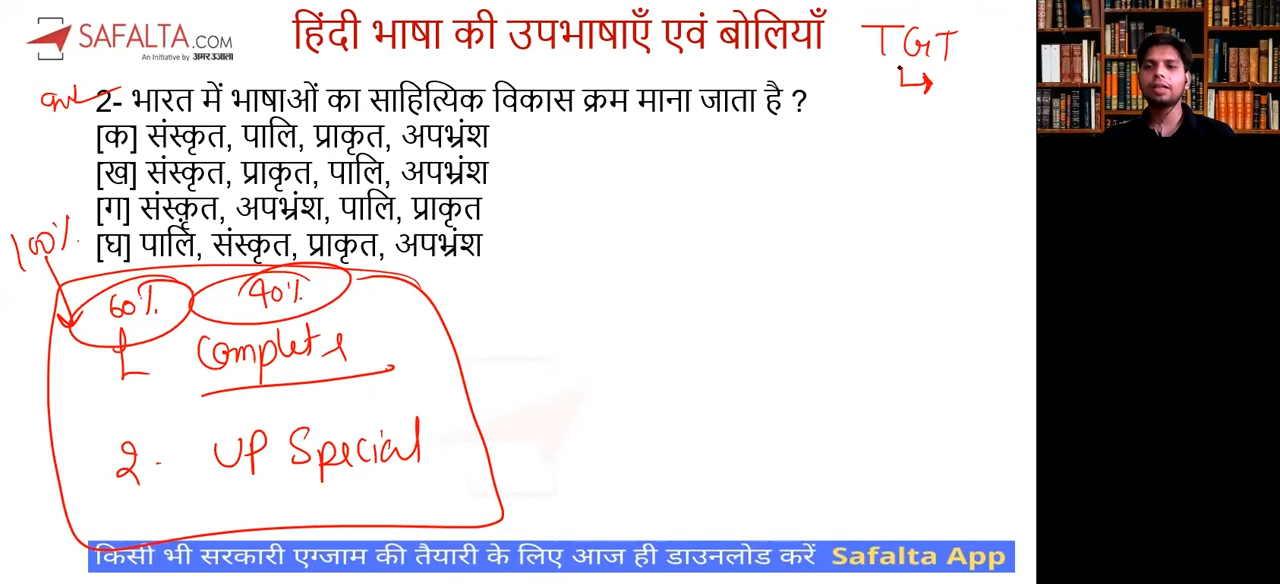 SAFALTA.COM
An Initiative by अमर उजाला
हिंदी भाषा की उपभाषाएँ एवं बोलियाँ
TGT
2- भारत में भाषाओं का साहित्यिक विकास क्रम माना जाता है ?
[क] संस्कृत, पालि, प्राकृत, अपभ्रंश
[ख] संस्कृत, प्राकृत, पालि, अपभ्रंश
[ग] संस्कृत, अपभ्रंश, पालि, प्राकृत
[घ] पालि, संस्कृत, प्राकृत, अपभ्रंश
100%
60% 40%
Complete
2. UP Special
किसी भी सरकारी एग्जाम की तैयारी के लिए आज ही डाउनलोड करें Safalta App